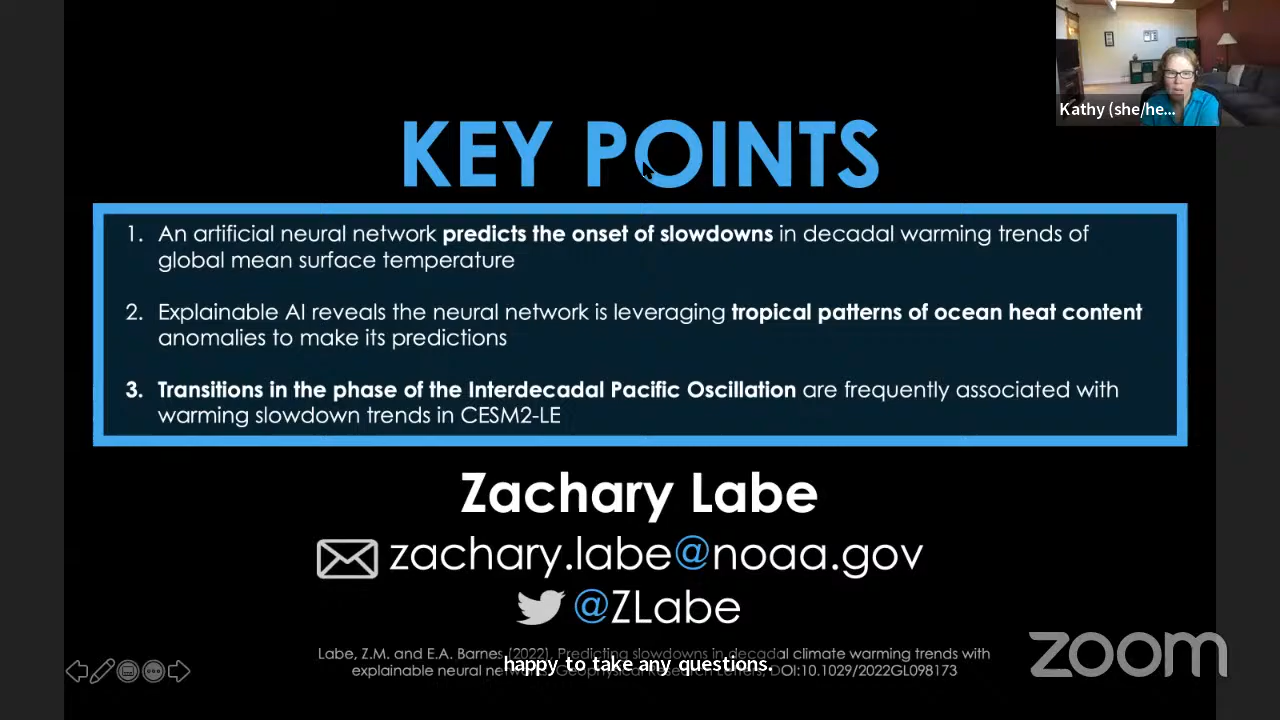 Kathy (she/he...
KEY POINTS
1. An artificial neural network predicts the onset of slowdowns in decadal warming trends of
global mean surface temperature
2. Explainable AI reveals the neural network is leveraging tropical patterns of ocean heat content
anomalies to make its predictions
3. Transitions in the phase of the Interdecadal Pacific Oscillation are frequently associated with
warming slowdown trends in CESM2-LE
Zachary Labe
zachary.labe@noaa.gov
@ZLabe
Labe, Z.M. and E.A. Barnes (2022), Predicting slowdowns in decadal climate warming trends with
explainable neural networks. Geophysical Research Letters, DOI:10.1029/2022GL098173
happy to take any questions.
zoom